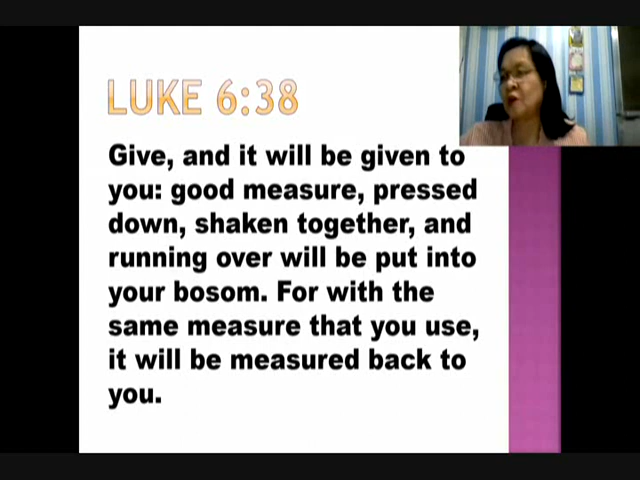 LUKE 6:38
Give, and it will be given to
you: good measure, pressed
down, shaken together, and
running over will be put into
your bosom. For with the
same measure that you use,
it will be measured back to
you.